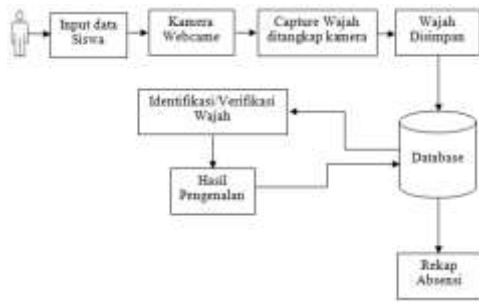 Input data
Siswa
Kamera
Webcame
Capture Wajah
ditangkap kamera
Wajah
Disimpan
Identifikasi/Verifikasi
Wajah
Database
Hasil
Pengenalan
Rekap
Absensi